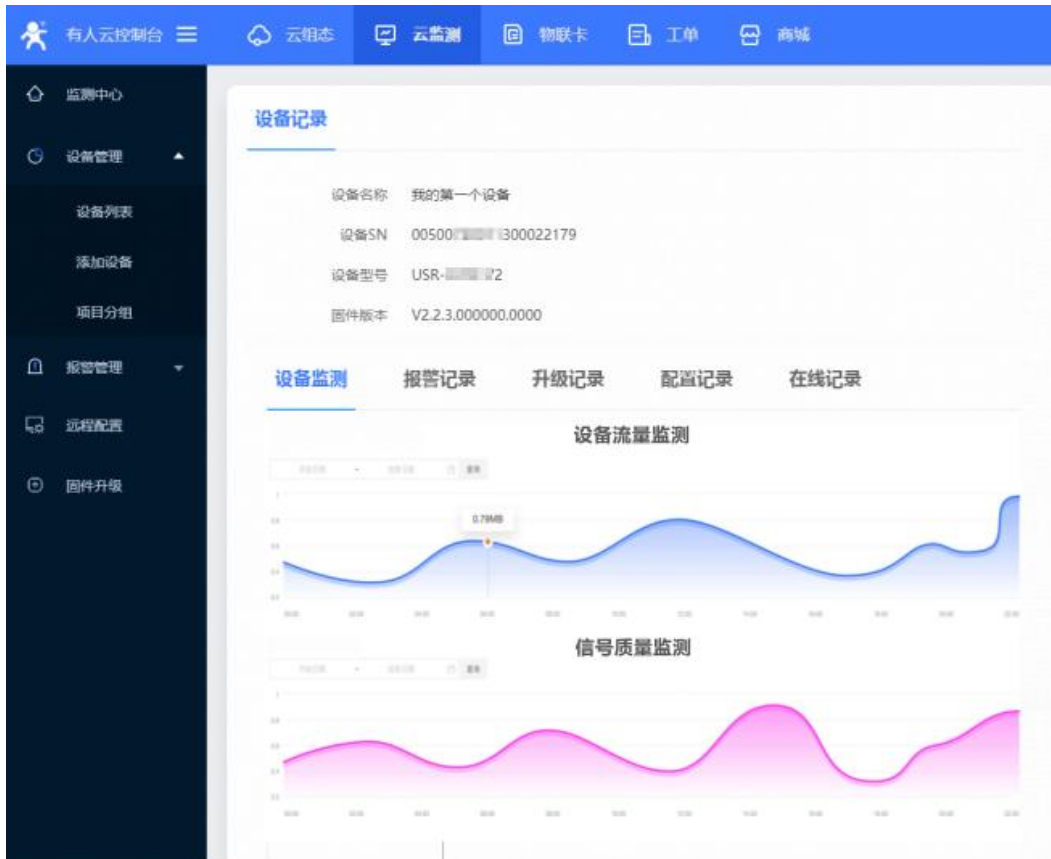 有人云控制台
云组态
云监测
物联卡
工单
商城
监测中心
设备管理
设备列表
添加设备
项目分组
报警管理
远程配置
固件升级
设备记录
设备名称 我的第一个设备
设备SN 00500 300022179
设备型号 USR- 72
固件版本 V2.2.3.000000.0000
设备监测 报警记录 升级记录 配置记录 在线记录
设备流量监测
0.79MB
信号质量监测